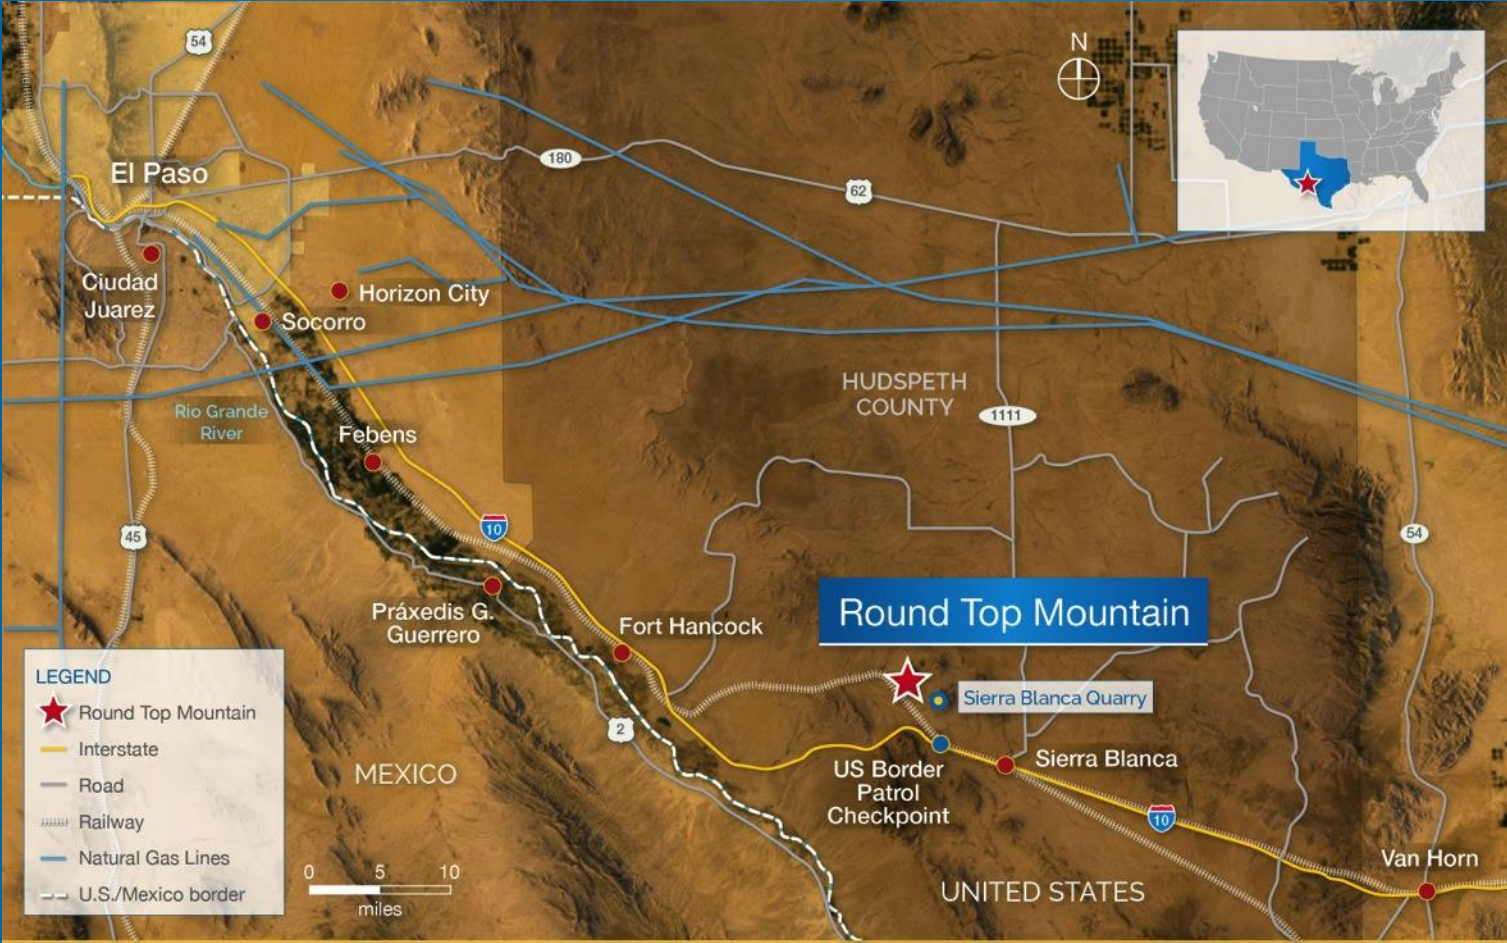 54
N
El Paso
180
62
Ciudad
Juarez
Horizon City
Socorro
HUDSPETH
COUNTY
1111
Rio Grande
River
Febens
10
45
54
Práxedis G.
Guerrero
Fort Hancock
Round Top Mountain
Sierra Blanca Quarry
2
MEXICO
US Border
Patrol
Checkpoint
Sierra Blanca
10
Van Horn
UNITED STATES
LEGEND
Round Top Mountain
Interstate
Road
Railway
Natural Gas Lines
U.S./Mexico border
0 5 10
miles